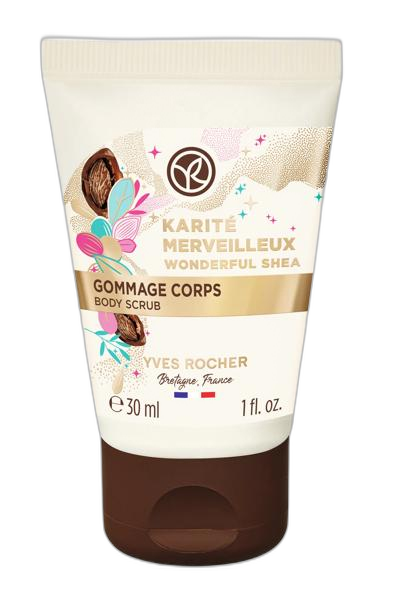 KARITÉ
MERVEILLEUX
WONDERFUL SHEA
GOMMAGE CORPS
BODY SCRUB
YVES ROCHER
Bretagne, France
℮ 30 ml 1 fl. oz.